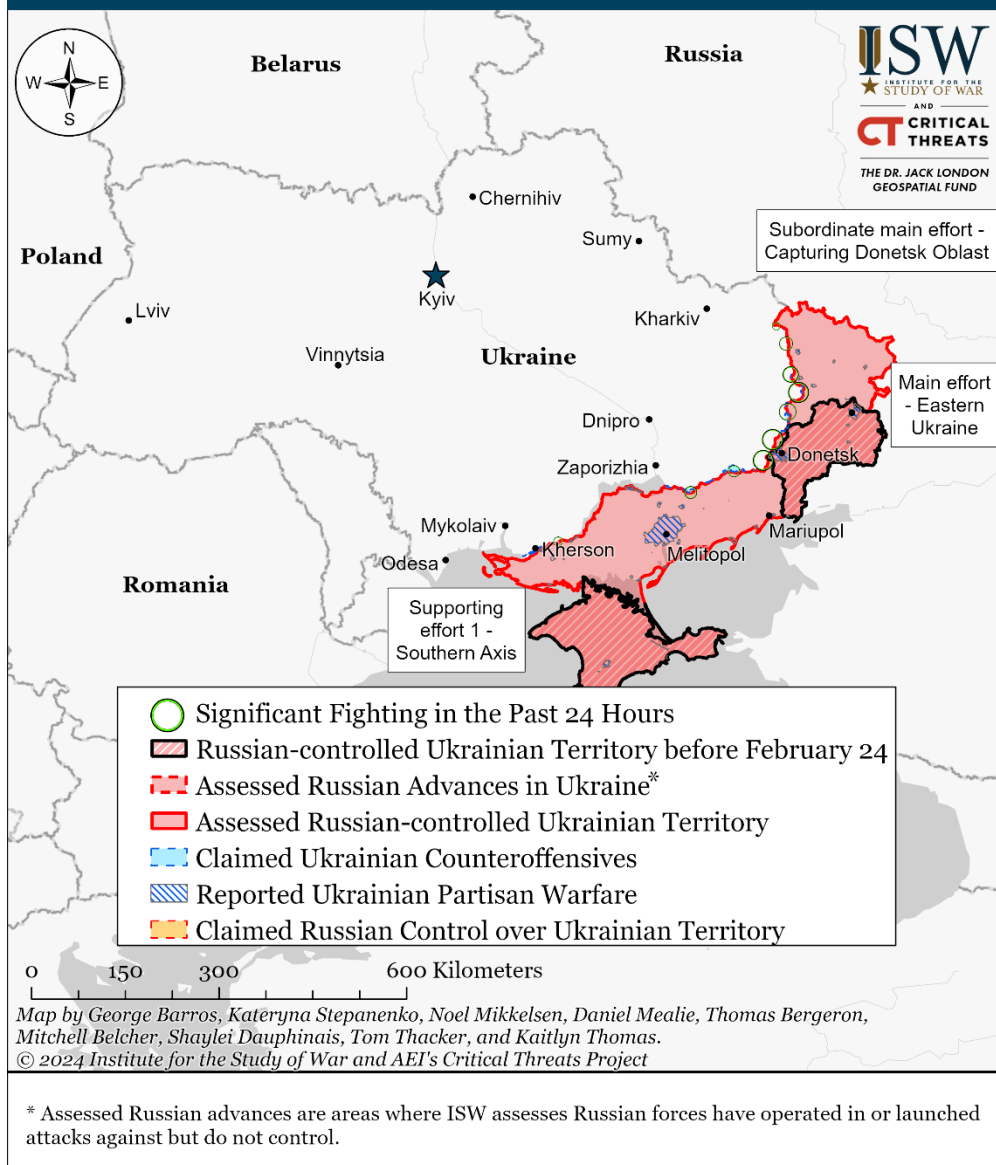 N
W
E
S
Belarus
Russia
ISW
INSTITUTE FOR THE
STUDY OF WAR
AND
CT CRITICAL
THREATS
THE DR. JACK LONDON
GEOSPATIAL FUND
Chernihiv
Sumy
Subordinate main effort -
Capturing Donetsk Oblast
Poland
Kyiv
Lviv
Kharkiv
Vinnytsia
Ukraine
Main effort
- Eastern
Ukraine
Dnipro
Donetsk
Zaporizhia
Mykolaiv
Mariupol
Kherson
Melitopol
Odesa
Romania
Supporting
effort 1 -
Southern Axis
Significant Fighting in the Past 24 Hours
Russian-controlled Ukrainian Territory before February 24
Assessed Russian Advances in Ukraine*
Assessed Russian-controlled Ukrainian Territory
Claimed Ukrainian Counteroffensives
Reported Ukrainian Partisan Warfare
Claimed Russian Control over Ukrainian Territory
0 150 300 600 Kilometers
Map by George Barros, Kateryna Stepanenko, Noel Mikkelsen, Daniel Mealie, Thomas Bergeron,
Mitchell Belcher, Shaylei Dauphinais, Tom Thacker, and Kaitlyn Thomas.
© 2024 Institute for the Study of War and AEI's Critical Threats Project
* Assessed Russian advances are areas where ISW assesses Russian forces have operated in or launched
attacks against but do not control.